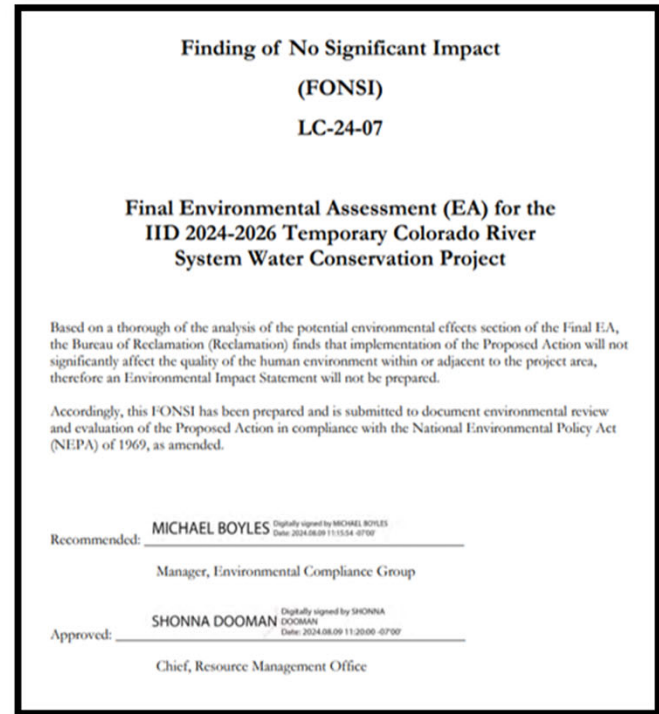 Finding of No Significant Impact
(FONSI)
LC-24-07
Final Environmental Assessment (EA) for the
IID 2024-2026 Temporary Colorado River
System Water Conservation Project
Based on a thorough of the analysis of the potential environmental effects section of the Final EA,
the Bureau of Reclamation (Reclamation) finds that implementation of the Proposed Action will not
significantly affect the quality of the human environment within or adjacent to the project area,
therefore an Environmental Impact Statement will not be prepared.
Accordingly, this FONSI has been prepared and is submitted to document environmental review
and evaluation of the Proposed Action in compliance with the National Environmental Policy Act
(NEPA) of 1969, as amended.
Recommended: MICHAEL BOYLES Digitally signed by MICHAEL BOYLES
Date: 2024.08.09 11:15:54 -07'00'
Manager, Environmental Compliance Group
Approved: SHONNA DOOMAN Digitally signed by SHONNA
DOOMAN
Date: 2024.08.09 11:20:00 -07'00'
Chief, Resource Management Office